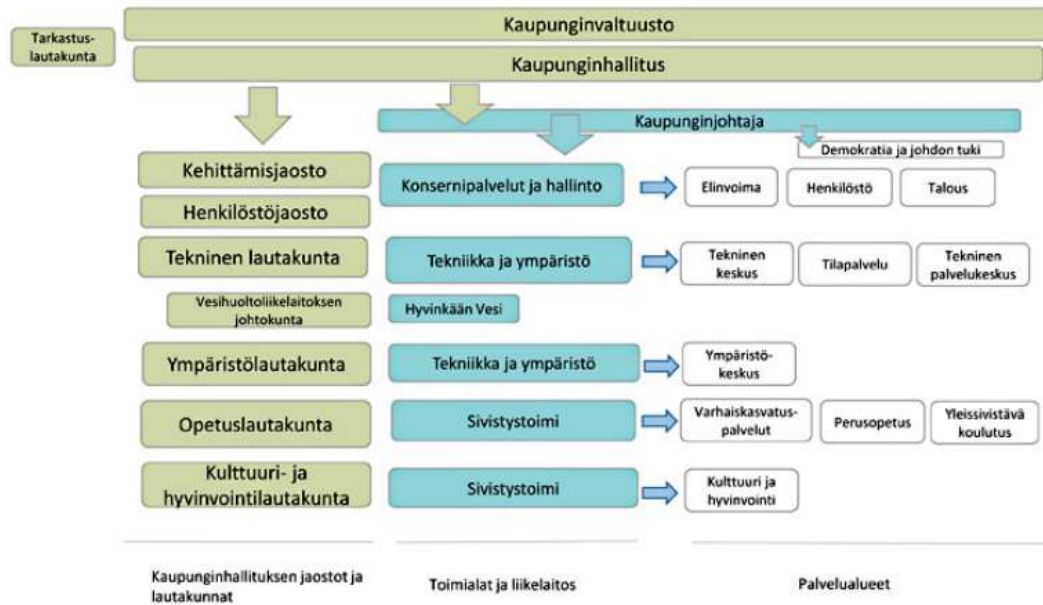 Kaupunginvaltuusto
Tarkastus-
lautakunta
Kaupunginhallitus
Kaupunginjohtaja
Demokratia ja johdon tuki
Kehittämisjaosto
Konsernipalvelut ja hallinto
Elinvoima
Henkilöstö
Talous
Henkilöstöjaosto
Tekninen lautakunta
Tekniikka ja ympäristö
Tekninen
keskus
Tilapalvelu
Tekninen
palvelukeskus
Vesihuoltoliikelaitoksen
johtokunta
Hyvinkään Vesi
Ympäristölautakunta
Tekniikka ja ympäristö
Ympäristö-
keskus
Opetuslautakunta
Sivistystoimi
Varhaiskasvatus-
palvelut
Perusopetus
Yleissivistävä
koulutus
Kulttuuri- ja
hyvinvointilautakunta
Sivistystoimi
Kulttuuri ja
hyvinvointi
Kaupunginhallituksen jaostot ja
lautakunnat
Toimialat ja liikelaitos
Palvelualueet